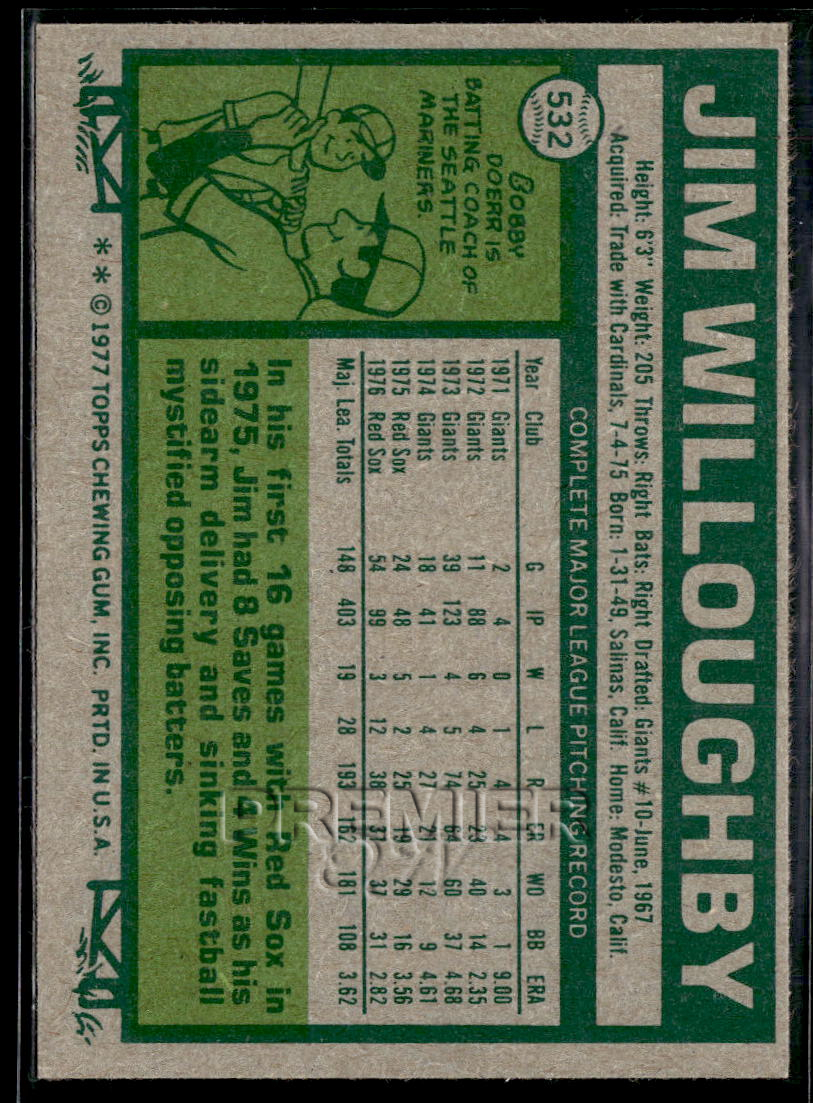 JIM WILLOUGHBY
Height: 6'3" Weight: 205 Throws: Right Bats: Right Drafted: Giants #10-June, 1967
Acquired: Trade with Cardinals, 7-4-75 Born: 1-31-49, Salinas, Calif. Home: Modesto, Calif.
532
COMPLETE MAJOR LEAGUE PITCHING RECORD
Year Club G IP W L R ER WO BB ERA
1971 Giants 2 4 0 1 4 4 3 1 9.00
1972 Giants 11 88 6 4 25 23 40 14 2.35
1973 Giants 39 123 4 5 74 64 60 37 4.68
1974 Giants 18 41 1 4 27 21 12 9 4.61
1975 Red Sox 24 48 5 2 25 19 29 16 3.56
1976 Red Sox 54 99 3 12 38 31 37 31 2.82
Maj. Lea. Totals 148 403 19 28 193 162 181 108 3.62
BOBBY
DOERR IS
BATTING COACH OF
THE SEATTLE
MARINERS.
In his first 16 games with Red Sox in
1975, Jim had 8 Saves and 4 Wins as his
sidearm delivery and sinking fastball
mystified opposing batters.
* * © 1977 TOPPS CHEWING GUM, INC. PRTD. IN U.S.A.
PREMIER